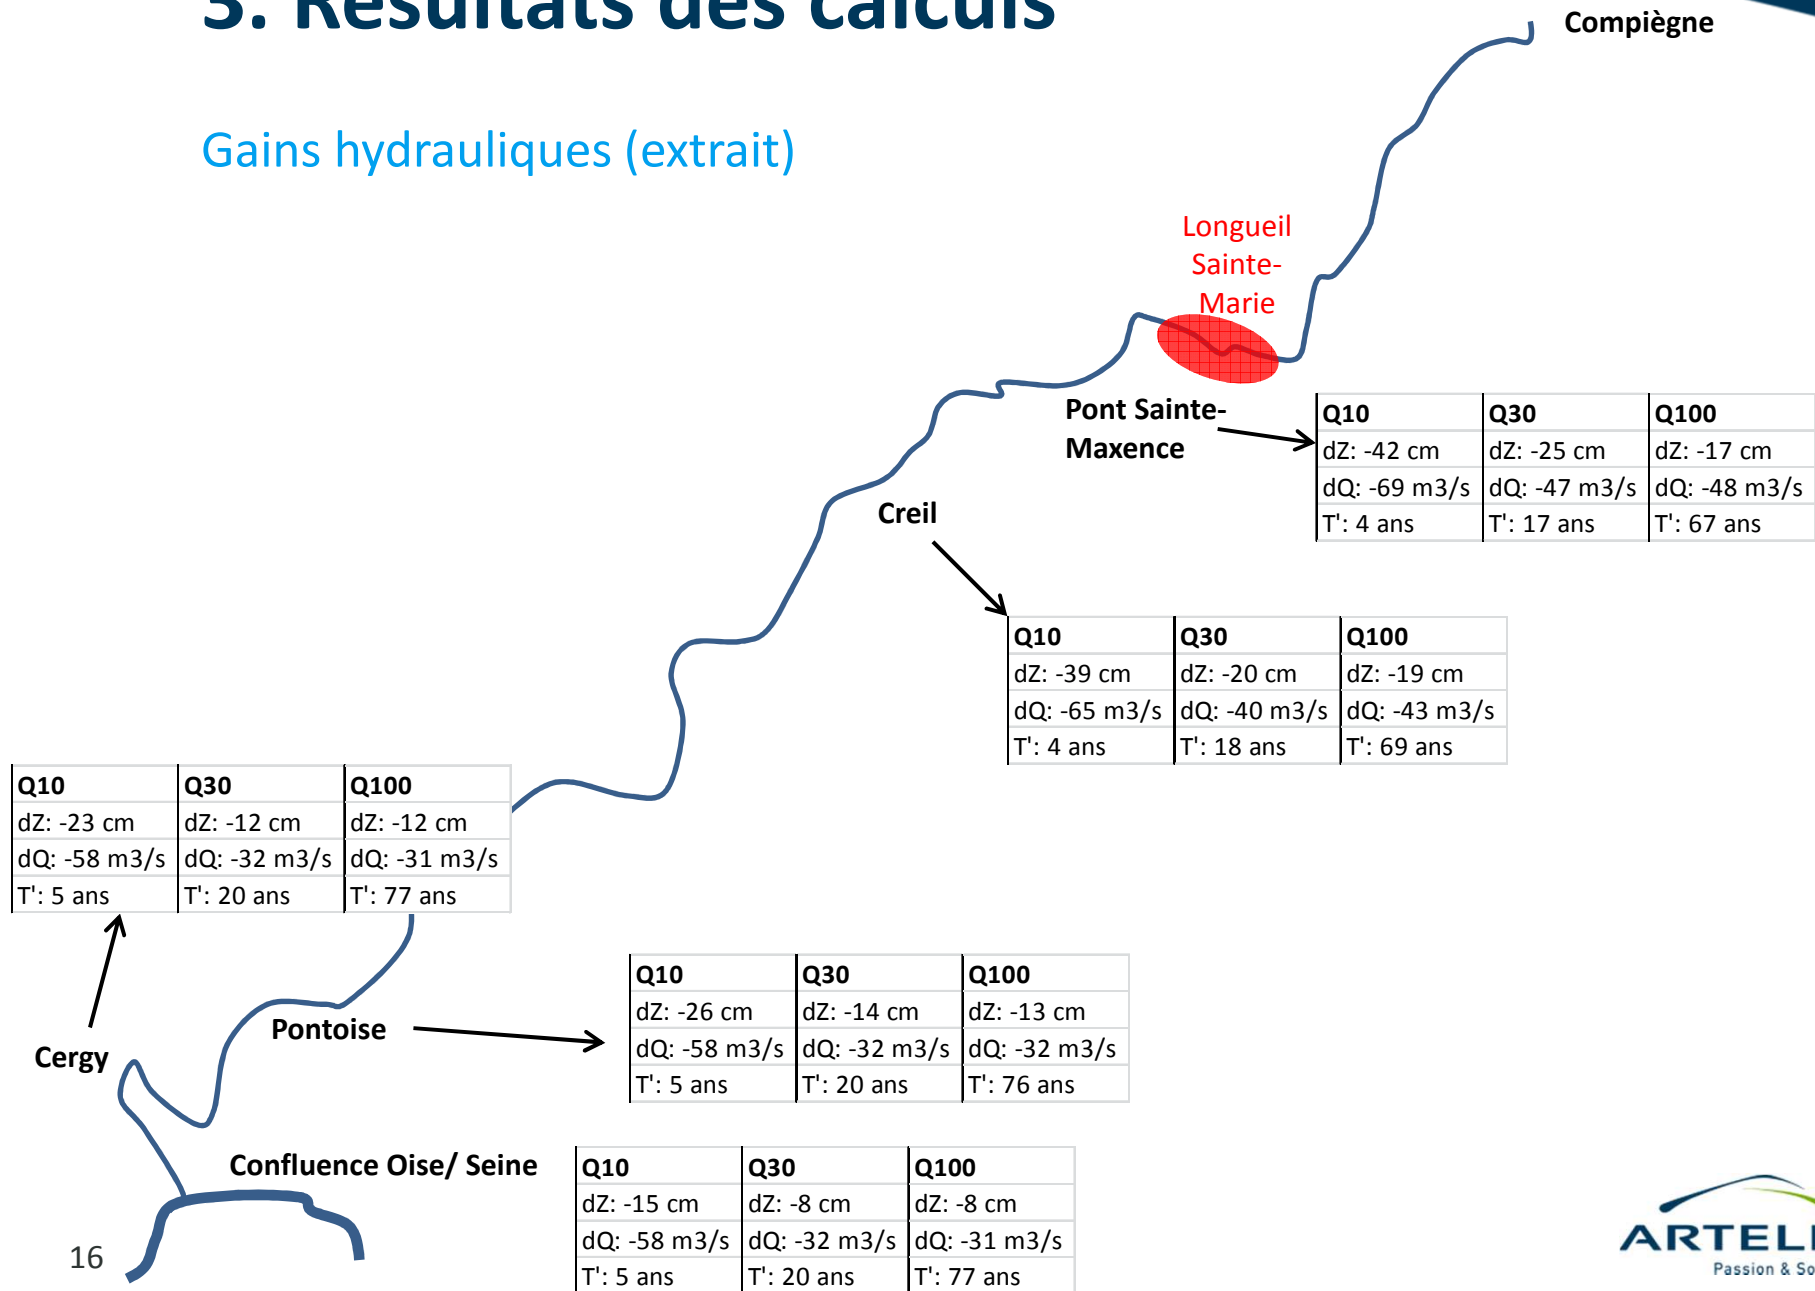 3. Résultats des calculs
Compiègne
Gains hydrauliques (extrait)
Longueil
Sainte-
Marie
Pont Sainte-
Maxence
Q10 Q30 Q100
dZ: -42 cm dZ: -25 cm dZ: -17 cm
dQ: -69 m3/s dQ: -47 m3/s dQ: -48 m3/s
T': 4 ans T': 17 ans T': 67 ans
Creil
Q10 Q30 Q100
dZ: -39 cm dZ: -20 cm dZ: -19 cm
dQ: -65 m3/s dQ: -40 m3/s dQ: -43 m3/s
T': 4 ans T': 18 ans T': 69 ans
Q10 Q30 Q100
dZ: -23 cm dZ: -12 cm dZ: -12 cm
dQ: -58 m3/s dQ: -32 m3/s dQ: -31 m3/s
T': 5 ans T': 20 ans T': 77 ans
Cergy
Pontoise
Q10 Q30 Q100
dZ: -26 cm dZ: -14 cm dZ: -13 cm
dQ: -58 m3/s dQ: -32 m3/s dQ: -32 m3/s
T': 5 ans T': 20 ans T': 76 ans
Confluence Oise/ Seine
Q10 Q30 Q100
dZ: -15 cm dZ: -8 cm dZ: -8 cm
dQ: -58 m3/s dQ: -32 m3/s dQ: -31 m3/s
T': 5 ans T': 20 ans T': 77 ans
16
ARTELI
Passion & So